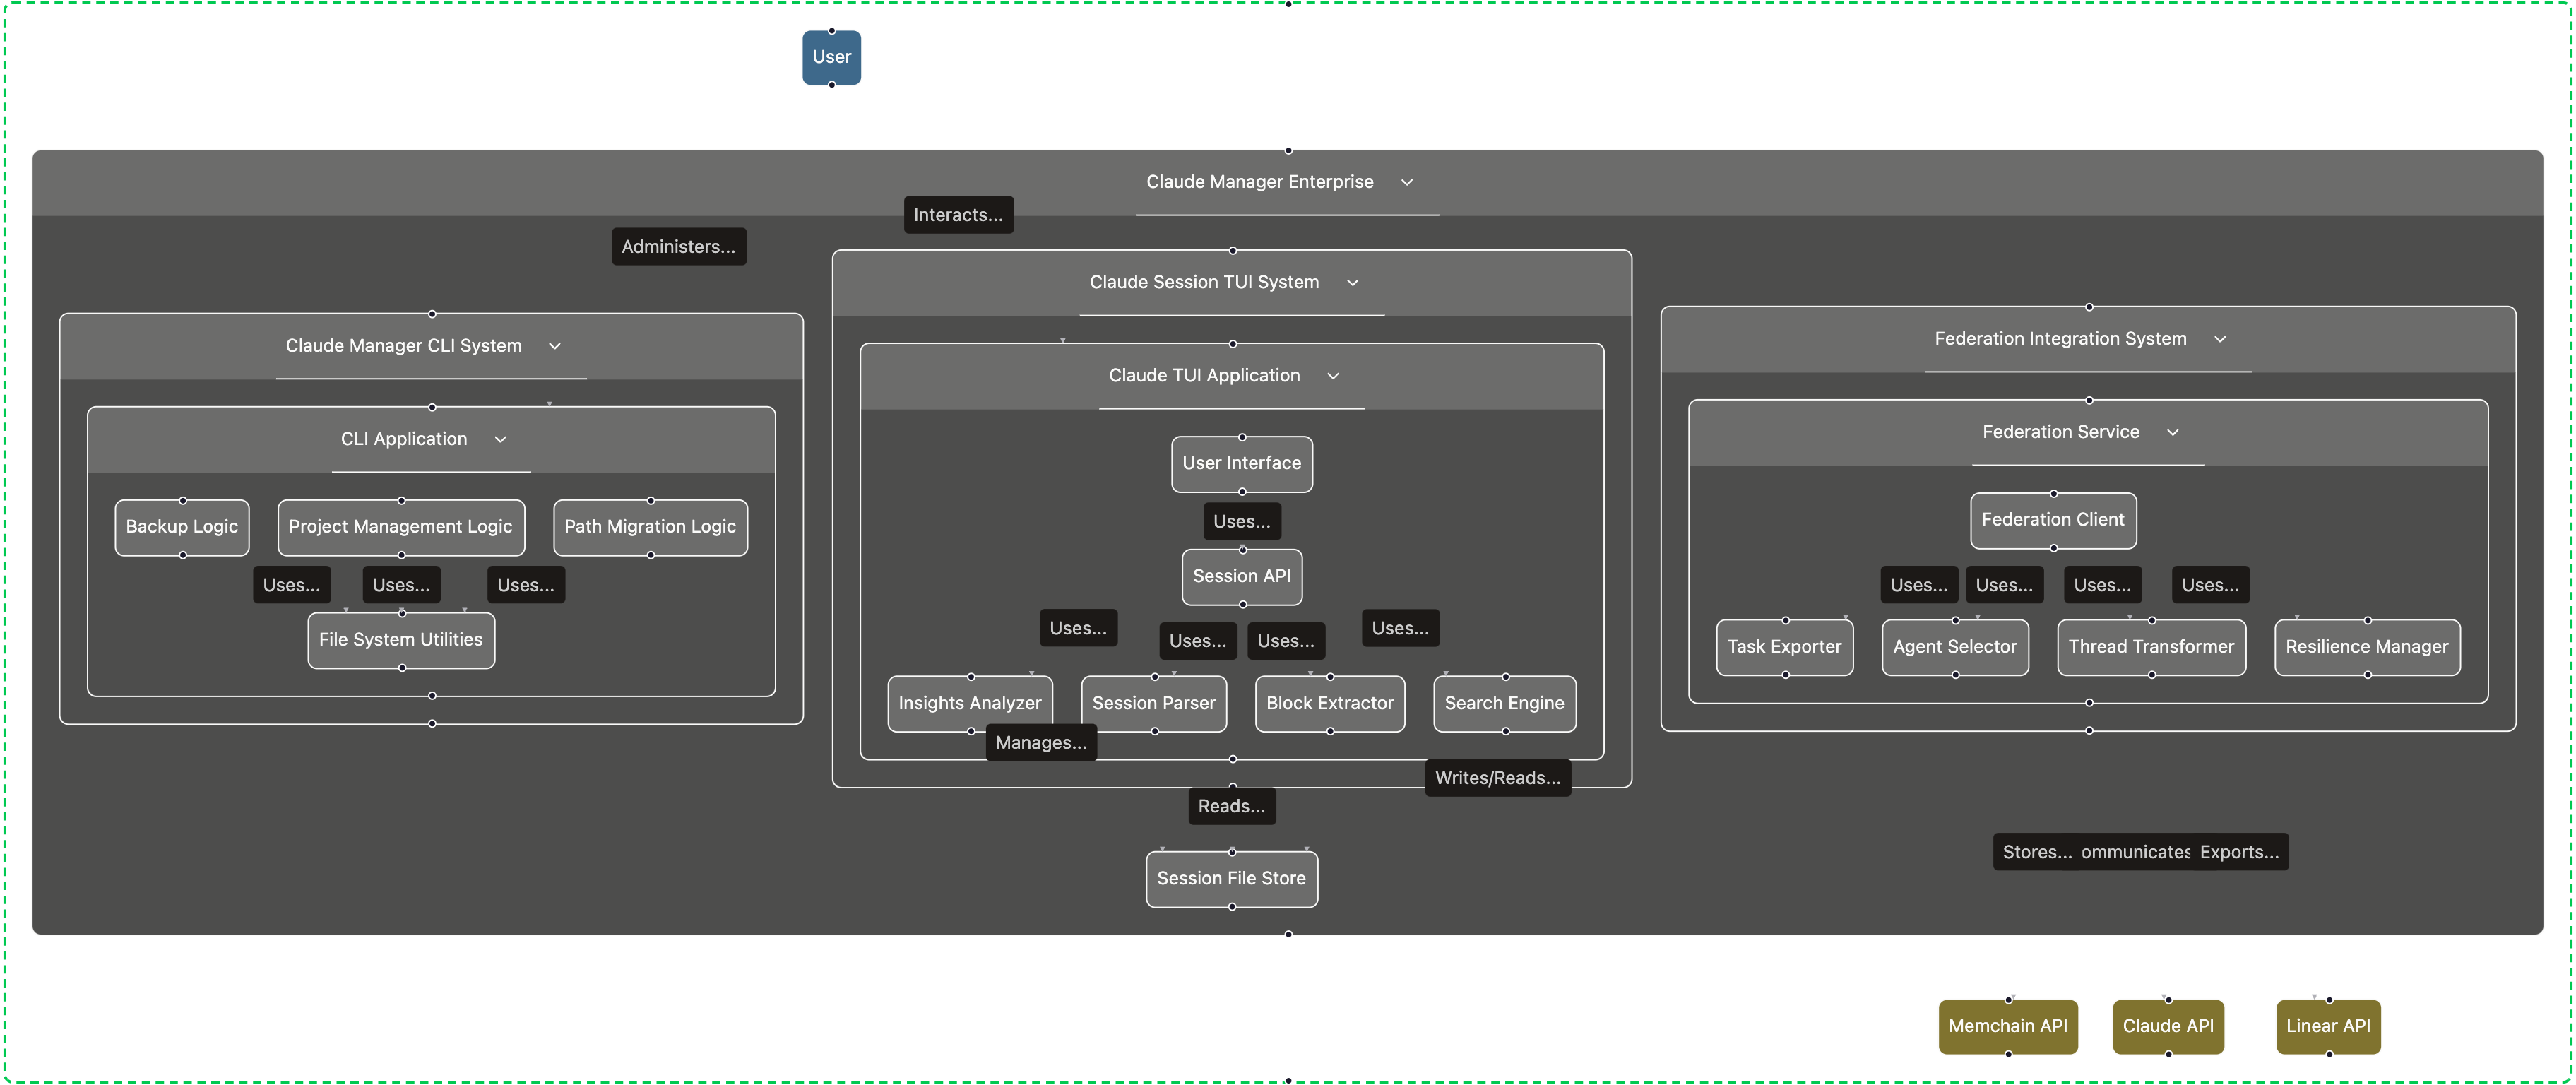 User
Claude Manager Enterprise
Interacts...
Administers...
Claude Session TUI System
Claude Manager CLI System
Federation Integration System
Claude TUI Application
CLI Application
Federation Service
User Interface
Backup Logic
Project Management Logic
Path Migration Logic
Federation Client
Uses...
Session API
Uses...
Uses...
Uses...
Uses...
Uses...
Uses...
Uses...
File System Utilities
Uses...
Uses...
Uses...
Uses...
Task Exporter
Agent Selector
Thread Transformer
Resilience Manager
Insights Analyzer
Session Parser
Block Extractor
Search Engine
Manages...
Writes/Reads...
Reads...
Stores...
ommunicates
Exports...
Session File Store
Memchain API
Claude API
Linear API